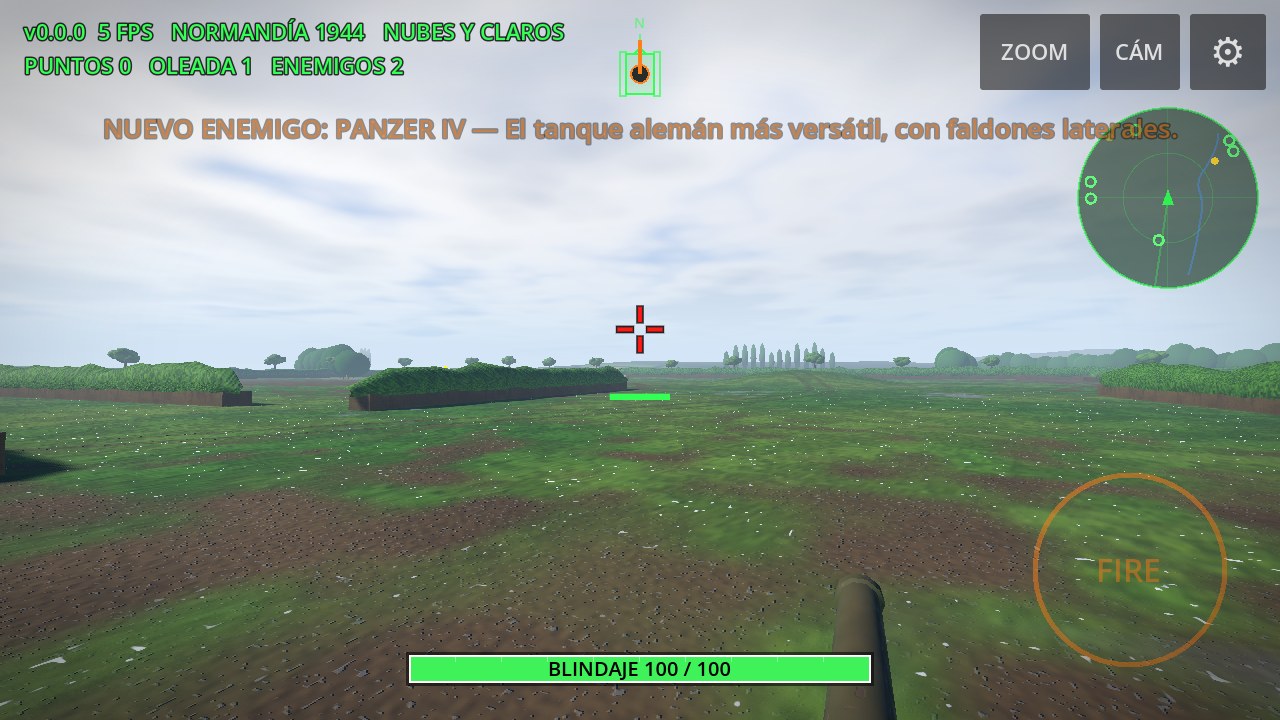 v0.0.0 5 FPS NORMANDÍA 1944 NUBES Y CLAROS
PUNTOS 0 OLEADA 1 ENEMIGOS 2
N
ZOOM
CÁM
NUEVO ENEMIGO: PANZER IV — El tanque alemán más versátil, con faldones laterales.
FIRE
BLINDAJE 100 / 100